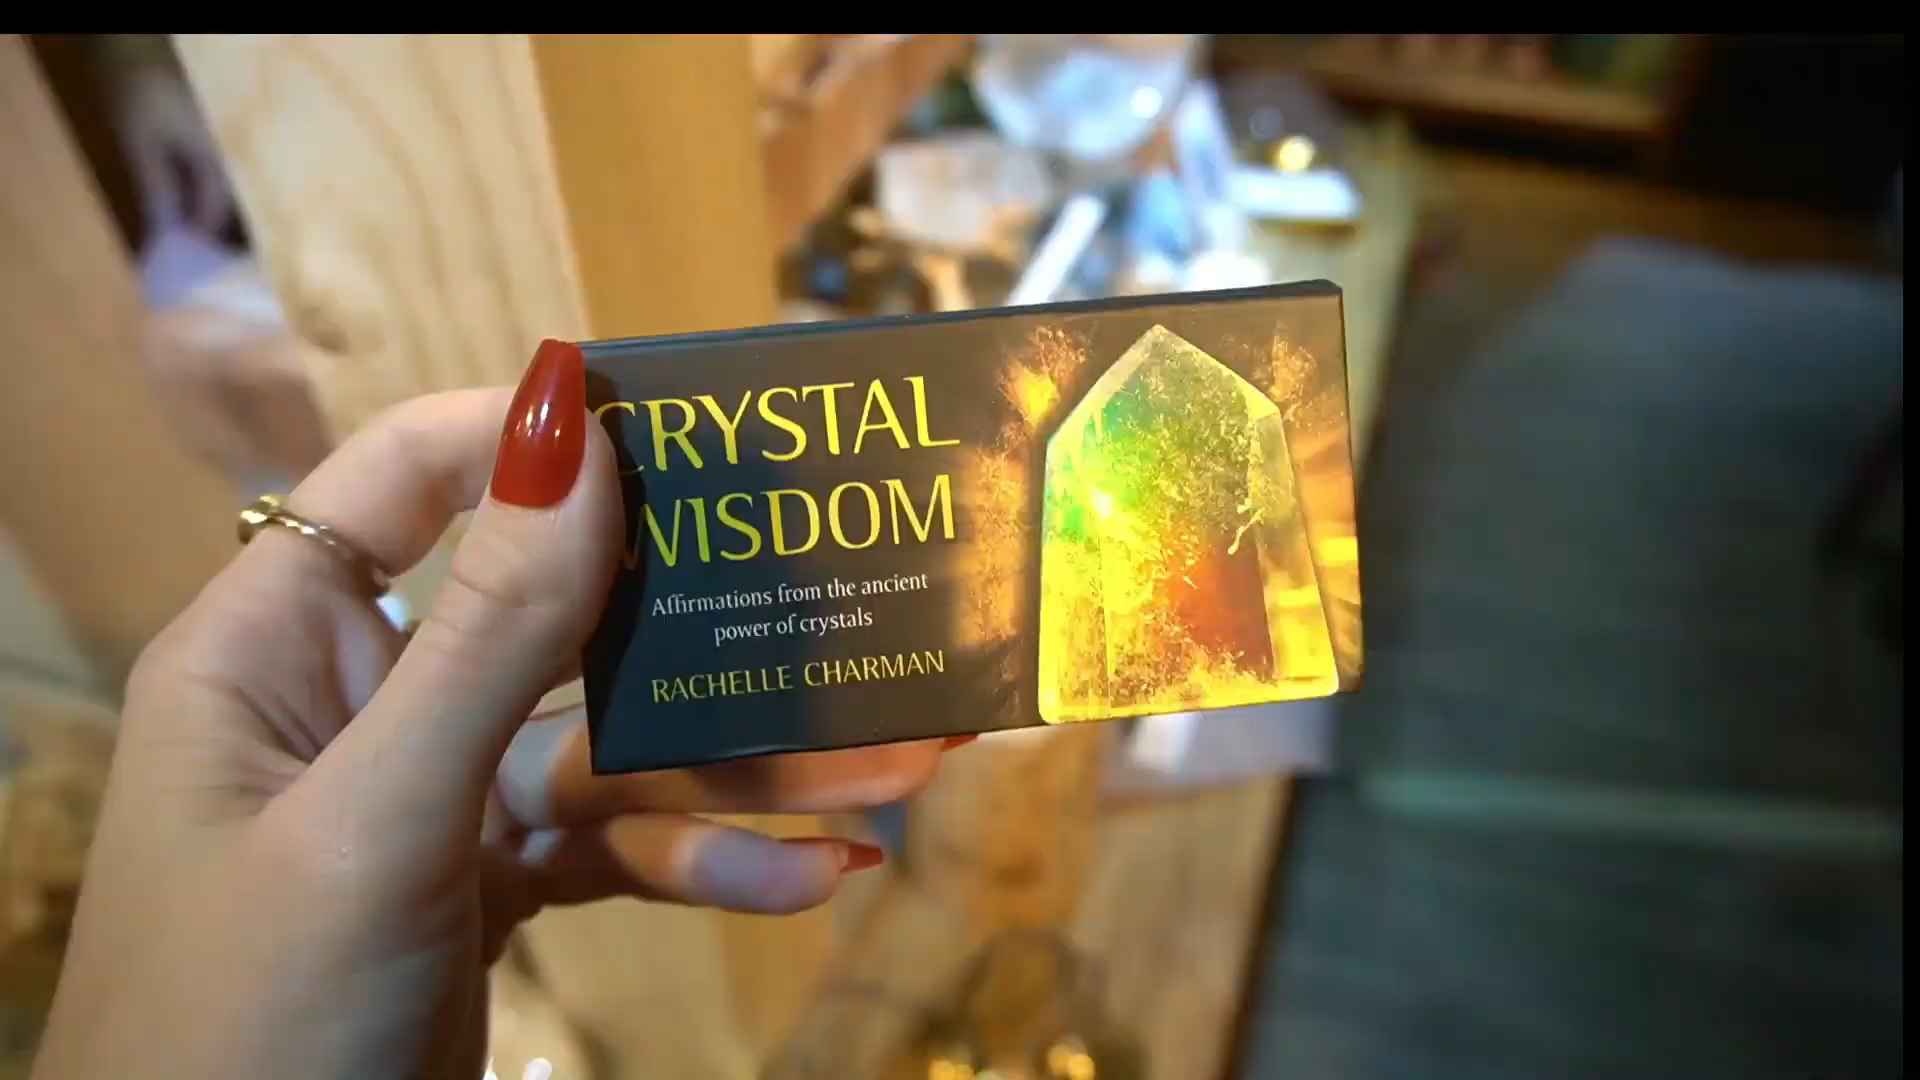 CRYSTAL
WISDOM
Affirmations from the ancient
power of crystals
RACHELLE CHARMAN